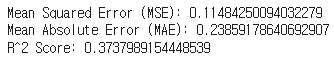 Mean Squared Error (MSE): 0.11484250094032279
Mean Absolute Error (MAE): 0.23859178640692907
R^2 Score: 0.3737989154448539